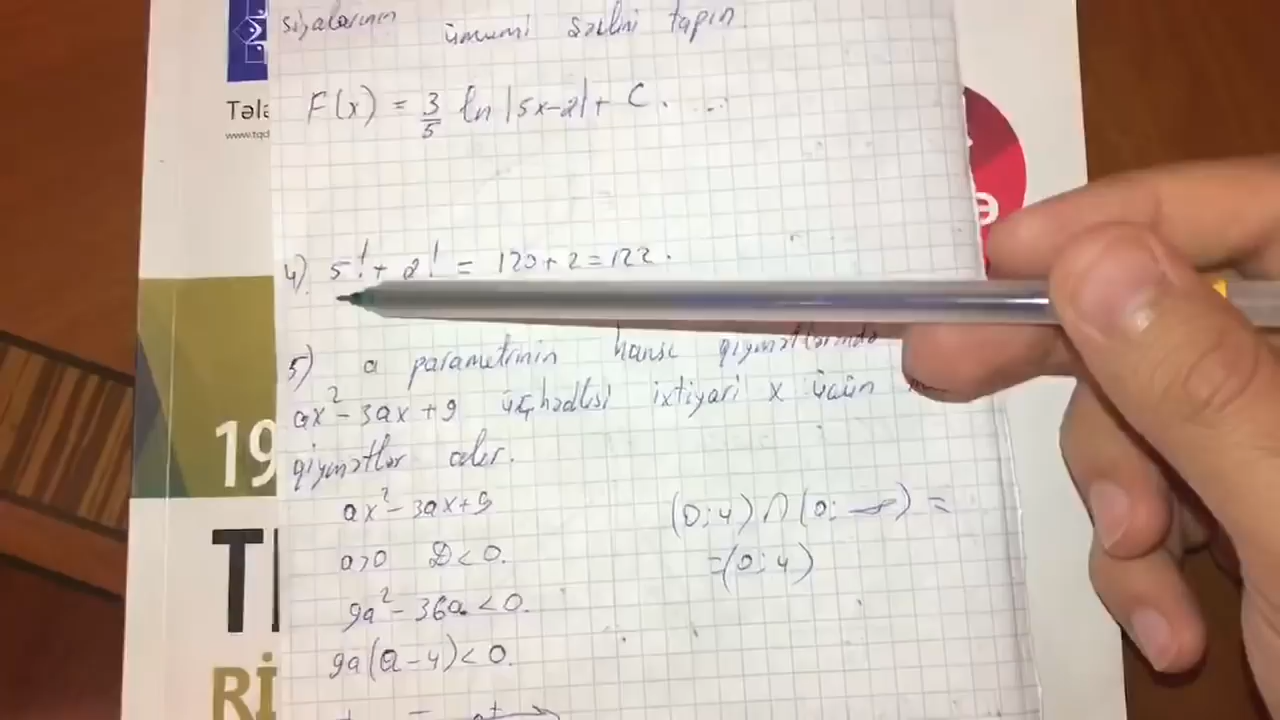 siyalarının ümumi şəklini tapın.
Tələ
www.tqd
F(x) = 3/5 ln |5x-2| + C. ...
ə
4) 5! + 2! = 120 + 2 = 122.
5) a parametrinin hansı qiymətlərində
ax² - 3ax + 9 üçhədlisi ixtiyari x üçün
qiymətlər alır.
19
ax² - 3ax + 9
a>0 D<0.
9a² - 36a < 0.
9a(a - 4) < 0.
(0; 4) ∩ (0; ∞) =
= (0; 4)
T
Rİ
+ - +